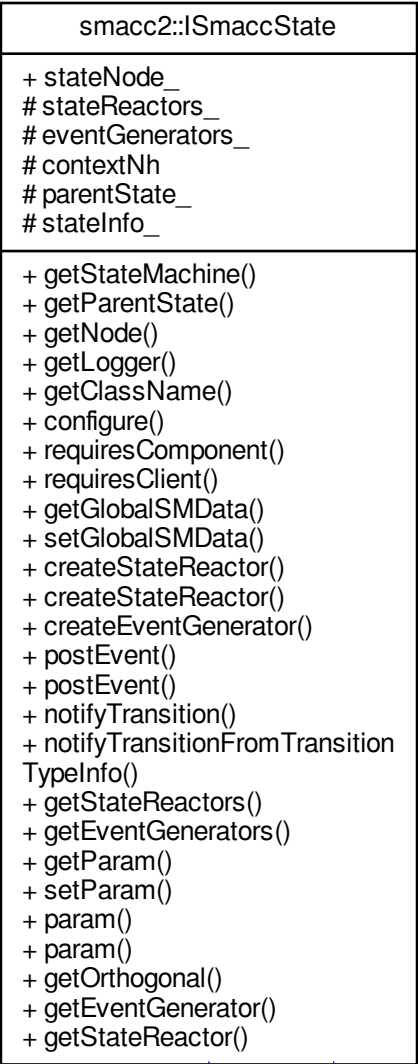 smacc2::ISmaccState
+ stateNode_
# stateReactors_
# eventGenerators_
# contextNh
# parentState_
# stateInfo_
+ getStateMachine()
+ getParentState()
+ getNode()
+ getLogger()
+ getClassName()
+ configure()
+ requiresComponent()
+ requiresClient()
+ getGlobalSMData()
+ setGlobalSMData()
+ createStateReactor()
+ createStateReactor()
+ createEventGenerator()
+ postEvent()
+ postEvent()
+ notifyTransition()
+ notifyTransitionFromTransition
TypeInfo()
+ getStateReactors()
+ getEventGenerators()
+ getParam()
+ setParam()
+ param()
+ param()
+ getOrthogonal()
+ getEventGenerator()
+ getStateReactor()